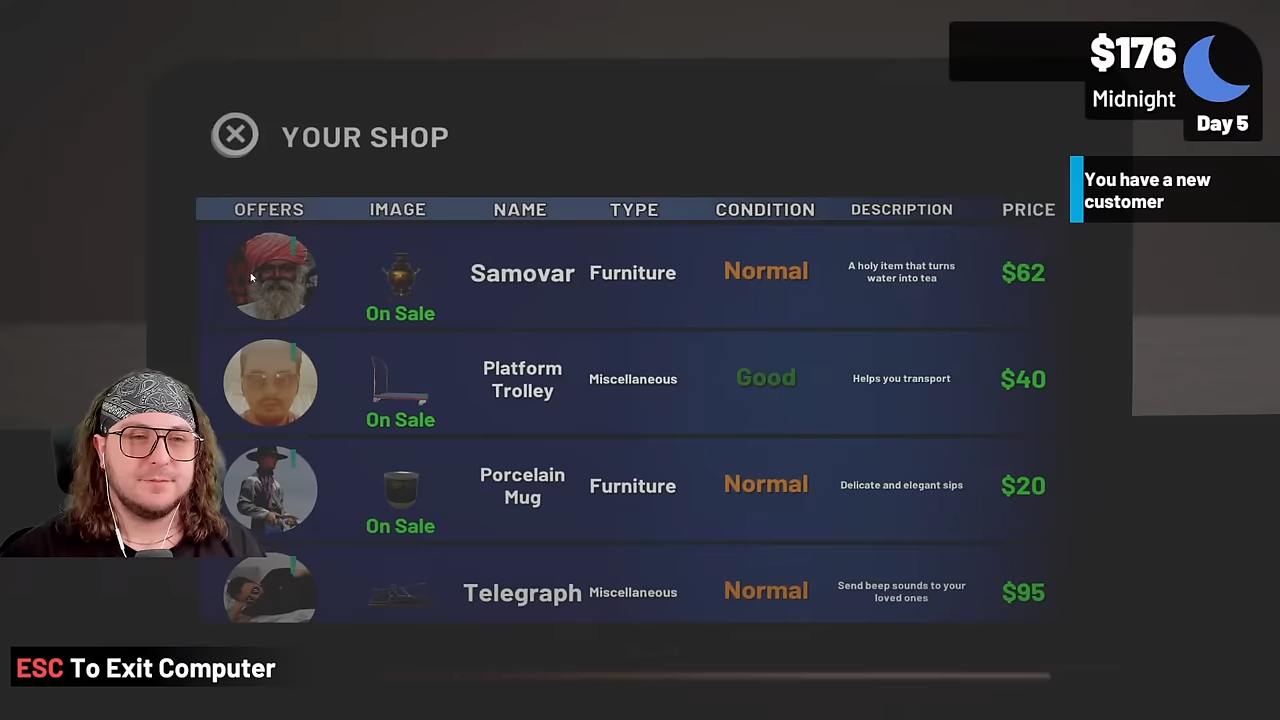 $176
Midnight
Day 5
You have a new
customer
YOUR SHOP
OFFERS IMAGE NAME TYPE CONDITION DESCRIPTION PRICE
Samovar Furniture Normal A holy item that turns
water into tea $62
On Sale
Platform
Trolley Miscellaneous Good Helps you transport $40
On Sale
Porcelain
Mug Furniture Normal Delicate and elegant sips $20
On Sale
Telegraph Miscellaneous Normal Send beep sounds to your
loved ones $95
ESC To Exit Computer